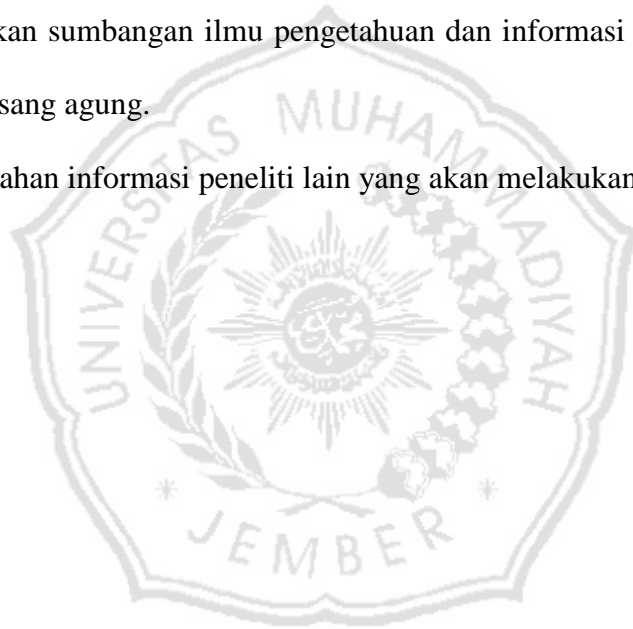 kan sumbangan ilmu pengetahuan dan informasi
sang agung.
ahan informasi peneliti lain yang akan melakukan
UNIVERSITAS MUHAMMADIYAH
JEMBER